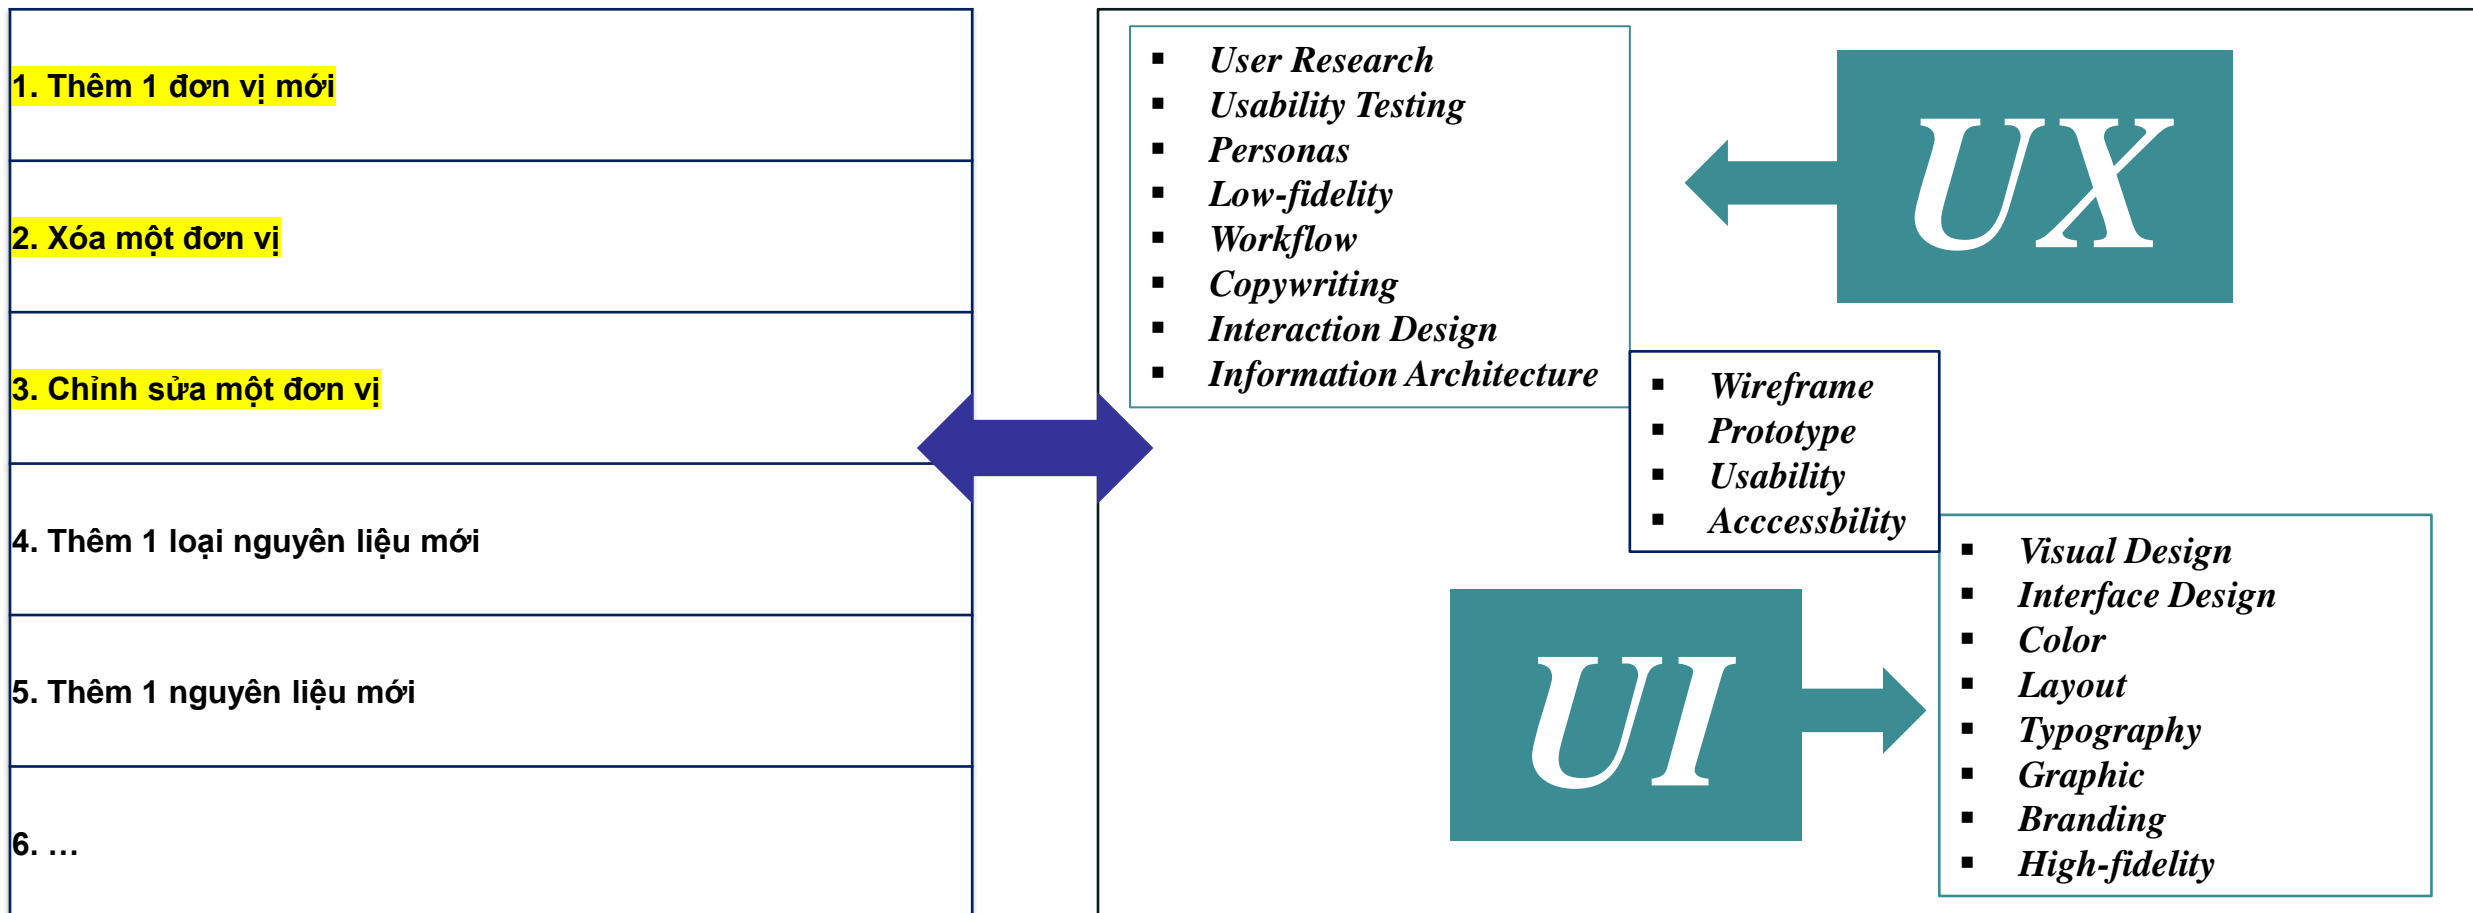 1. Thêm 1 đơn vị mới
2. Xóa một đơn vị
3. Chỉnh sửa một đơn vị
4. Thêm 1 loại nguyên liệu mới
5. Thêm 1 nguyên liệu mới
6. …
▪ User Research
▪ Usability Testing
▪ Personas
▪ Low-fidelity
▪ Workflow
▪ Copywriting
▪ Interaction Design
▪ Information Architecture
UX
▪ Wireframe
▪ Prototype
▪ Usability
▪ Acccessbility
UI
▪ Visual Design
▪ Interface Design
▪ Color
▪ Layout
▪ Typography
▪ Graphic
▪ Branding
▪ High-fidelity